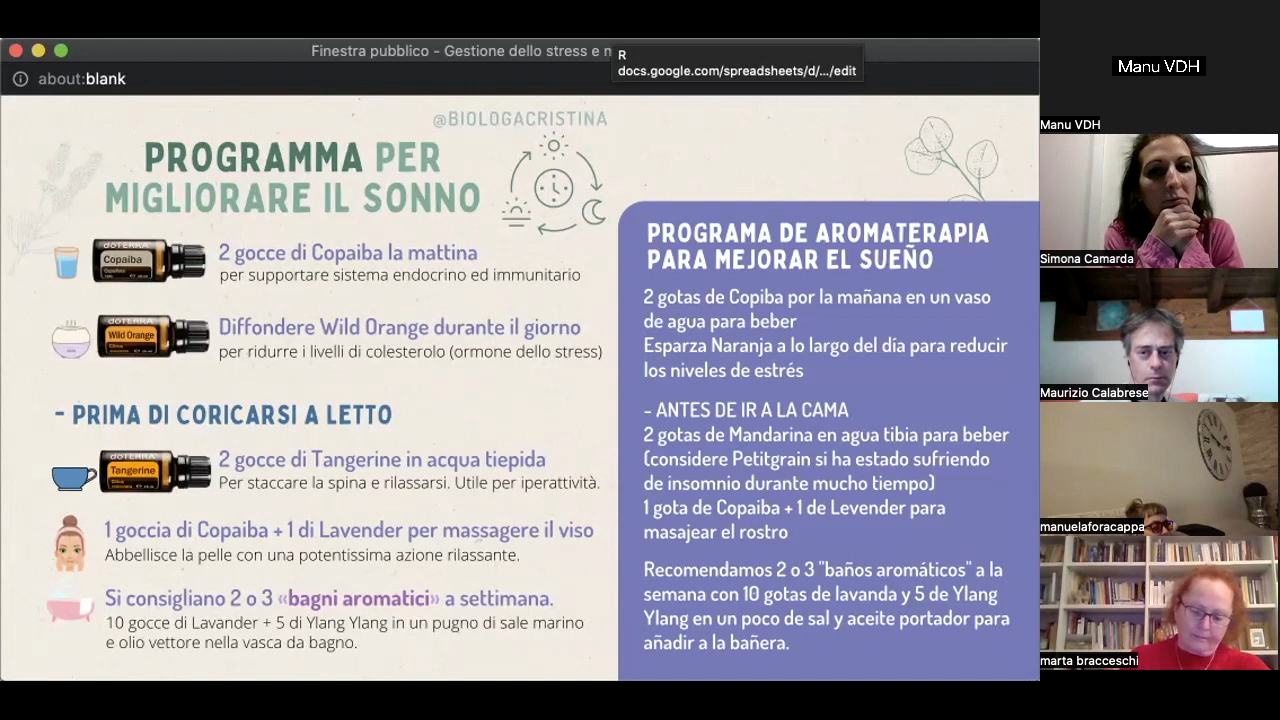 Finestra pubblico - Gestione dello stress e
R
docs.google.com/spreadsheets/d/.../edit
about:blank
@BIOLOGACRISTINA
PROGRAMMA PER
MIGLIORARE IL SONNO
dōTERRA
Copaiba
2 gocce di Copaiba la mattina
per supportare sistema endocrino ed immunitario
dōTERRA
Wild Orange
Diffondere Wild Orange durante il giorno
per ridurre i livelli di colesterolo (ormone dello stress)
- PRIMA DI CORICARSI A LETTO
dōTERRA
Tangerine
2 gocce di Tangerine in acqua tiepida
Per staccare la spina e rilassarsi. Utile per iperattività.
1 goccia di Copaiba + 1 di Lavender per massagere il viso
Abbellisce la pelle con una potentissima azione rilassante.
Si consigliano 2 o 3 «bagni aromatici» a settimana.
10 gocce di Lavander + 5 di Ylang Ylang in un pugno di sale marino
e olio vettore nella vasca da bagno.
PROGRAMA DE AROMATERAPIA
PARA MEJORAR EL SUEÑO
2 gotas de Copiba por la mañana en un vaso
de agua para beber
Esparza Naranja a lo largo del día para reducir
los niveles de estrés
- ANTES DE IR A LA CAMA
2 gotas de Mandarina en agua tibia para beber
(considere Petitgrain si ha estado sufriendo
de insomnio durante mucho tiempo)
1 gota de Copaiba + 1 de Levender para
masajear el rostro
Recomendamos 2 o 3 "baños aromáticos" a la
semana con 10 gotas de lavanda y 5 de Ylang
Ylang en un poco de sal y aceite portador para
añadir a la bañera.
Manu VDH
Manu VDH
Simona Camarda
Maurizio Calabrese
manuelaforacappa
marta bracceschi